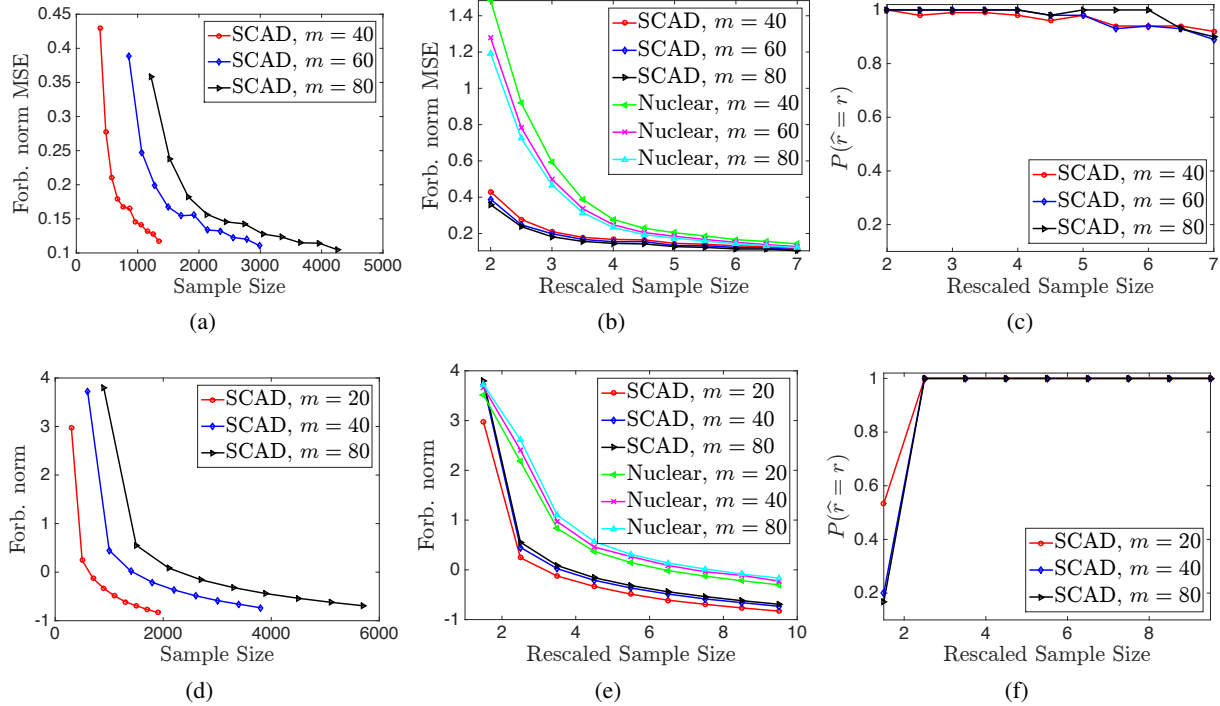 0.45
0.4
0.35
0.3
0.25
0.2
0.15
0.1
0 1000 2000 3000 4000 5000
Forb. norm MSE
Sample Size
SCAD, m = 40
SCAD, m = 60
SCAD, m = 80
(a)
1.4
1.2
1
0.8
0.6
0.4
0.2
2 3 4 5 6 7
Forb. norm MSE
Rescaled Sample Size
SCAD, m = 40
SCAD, m = 60
SCAD, m = 80
Nuclear, m = 40
Nuclear, m = 60
Nuclear, m = 80
(b)
1
0.8
0.6
0.4
0.2
2 3 4 5 6 7
P(r̂ = r)
Rescaled Sample Size
SCAD, m = 40
SCAD, m = 60
SCAD, m = 80
(c)
4
3
2
1
0
-1
0 2000 4000 6000
Forb. norm
Sample Size
SCAD, m = 20
SCAD, m = 40
SCAD, m = 80
(d)
4
3
2
1
0
-1
2 4 6 8 10
Forb. norm
Rescaled Sample Size
SCAD, m = 20
SCAD, m = 40
SCAD, m = 80
Nuclear, m = 20
Nuclear, m = 40
Nuclear, m = 80
(e)
1
0.8
0.6
0.4
0.2
2 4 6 8
P(r̂ = r)
Rescaled Sample Size
SCAD, m = 20
SCAD, m = 40
SCAD, m = 80
(f)